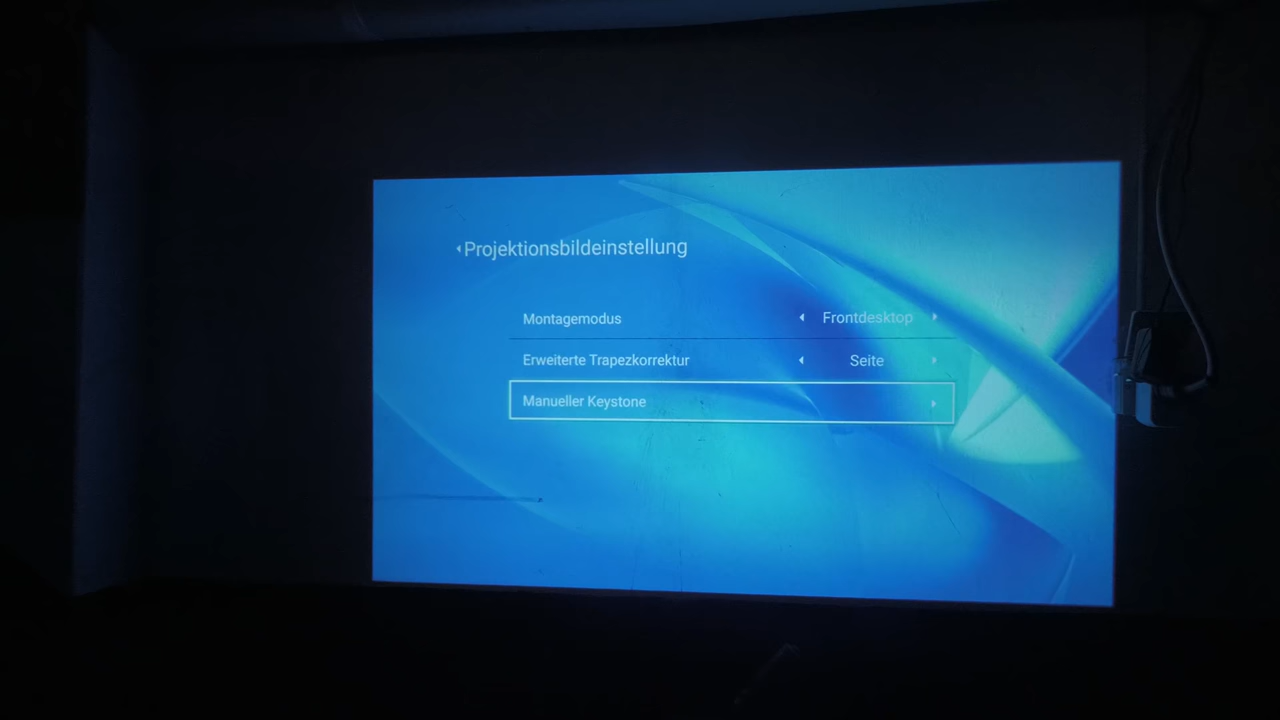 Projektionsbildeinstellung
Montagemodus Frontdesktop
Erweiterte Trapezkorrektur Seite
Manueller Keystone